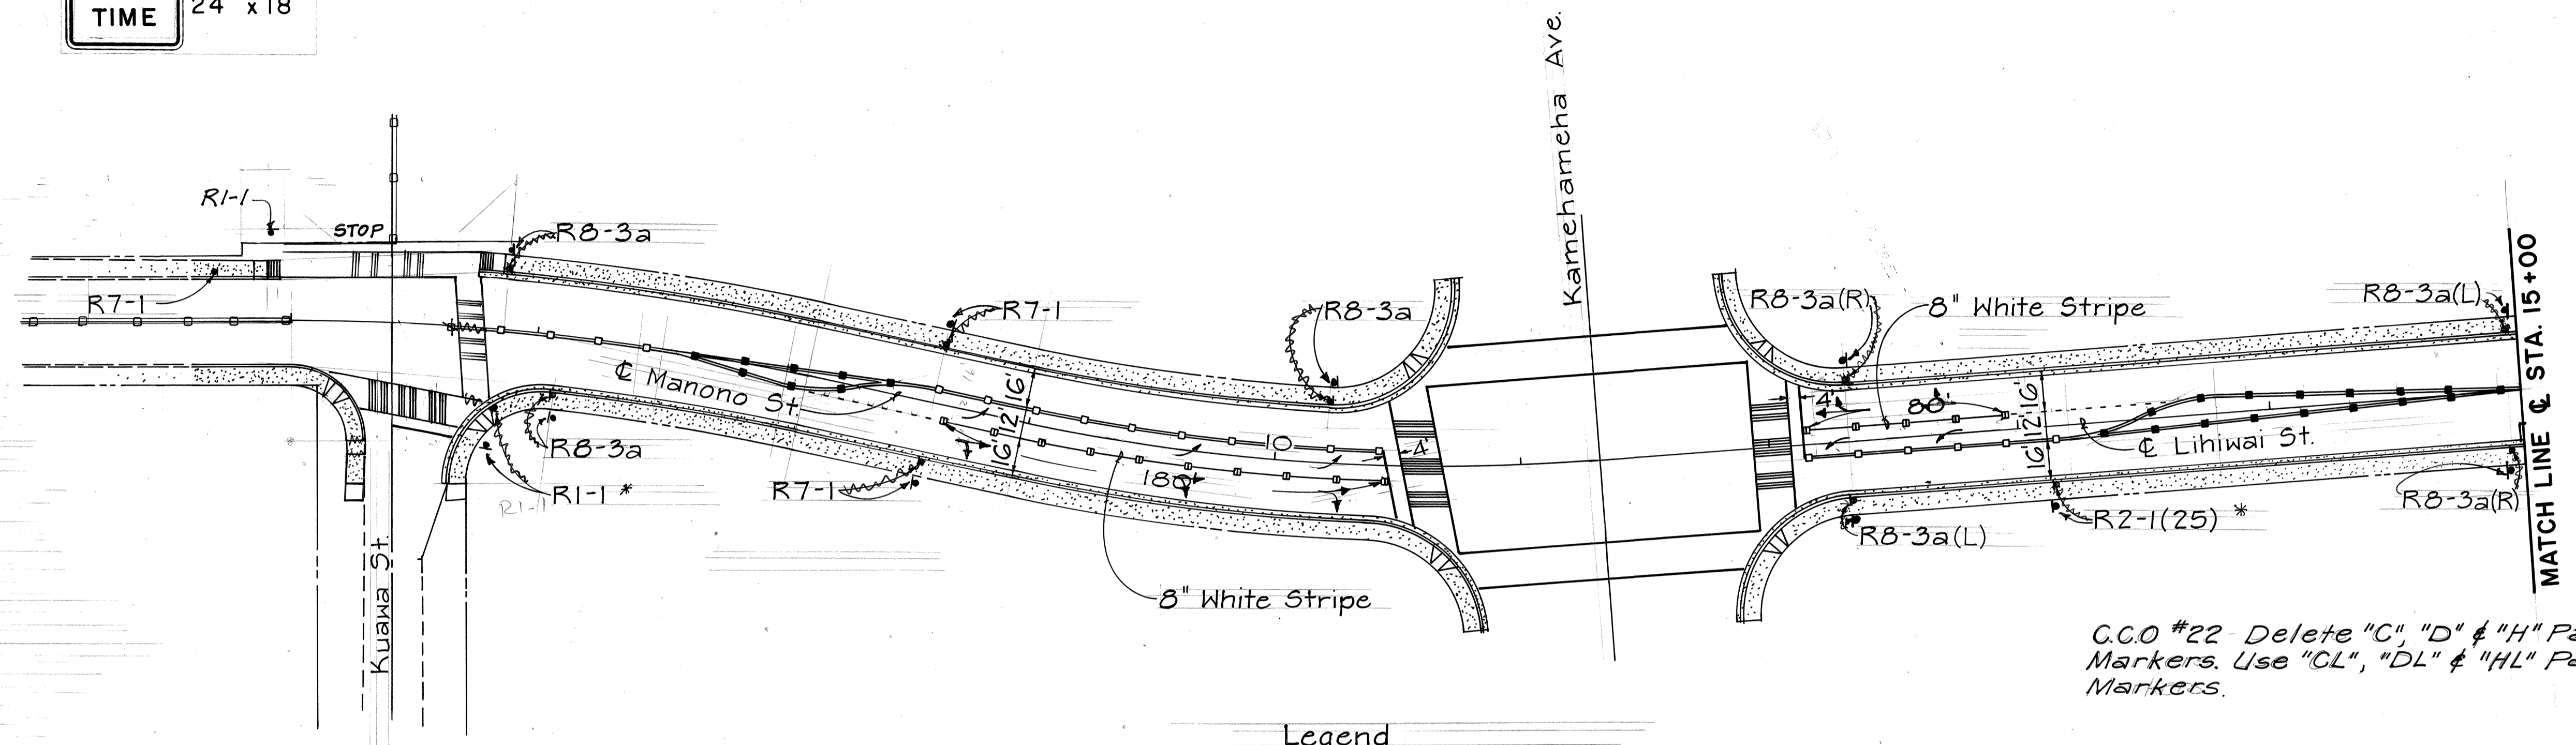 TIME
24" x 18"
R1-1
STOP
R8-3a
R7-1
R7-1
R8-3a
Kamehameha Ave.
R8-3a(R)
8" White Stripe
R8-3a(L)
MATCH LINE ℄ STA. 15+00
℄ Manono St.
16'
12'
16'
10
4'
180'
4'
80'
16'
12'
16'
℄ Lihiwai St.
R8-3a
R1-1 *
R1-1
R7-1
8" White Stripe
R8-3a(L)
R2-1(25) *
R8-3a(R)
Kuawa St.
C.C.O #22 Delete "C", "D" & "H"
Markers. Use "CL", "DL" & "HL"
Markers.
Legend